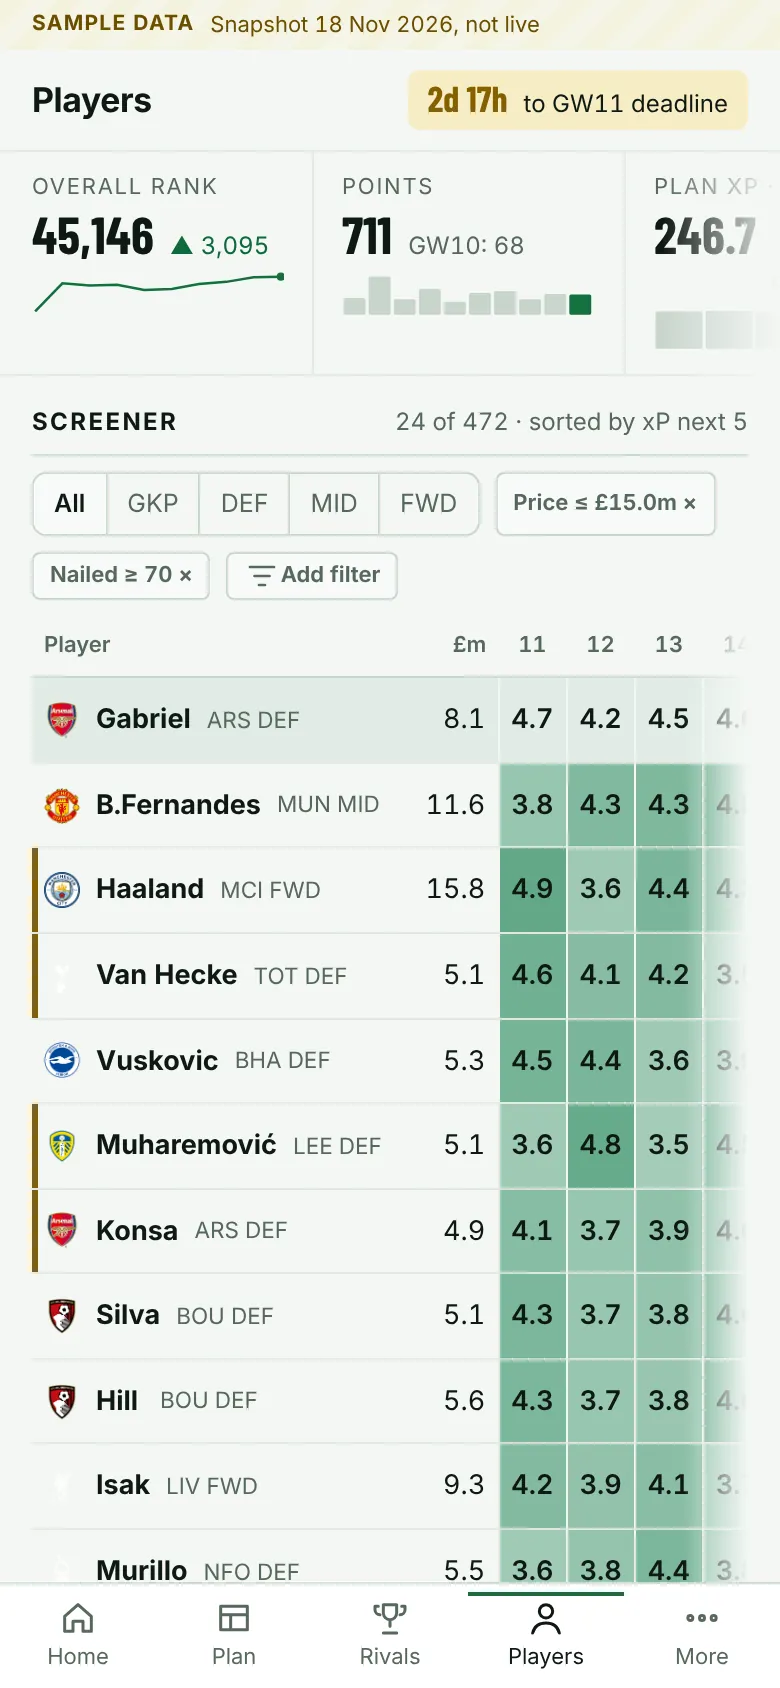 SAMPLE DATA Snapshot 18 Nov 2026, not live
Players
2d 17h to GW11 deadline
OVERALL RANK
45,146 ▲ 3,095
POINTS
711 GW10: 68
PLAN XP
246.7
SCREENER 24 of 472 · sorted by xP next 5
All GKP DEF MID FWD Price ≤ £15.0m ×
Nailed ≥ 70 × Add filter
Player £m 11 12 13 14
Gabriel ARS DEF 8.1 4.7 4.2 4.5
B.Fernandes MUN MID 11.6 3.8 4.3 4.3
Haaland MCI FWD 15.8 4.9 3.6 4.4
Van Hecke TOT DEF 5.1 4.6 4.1 4.2
Vuskovic BHA DEF 5.3 4.5 4.4 3.6
Muharemović LEE DEF 5.1 3.6 4.8 3.5
Konsa ARS DEF 4.9 4.1 3.7 3.9
Silva BOU DEF 5.1 4.3 3.7 3.8
Hill BOU DEF 5.6 4.3 3.7 3.8
Isak LIV FWD 9.3 4.2 3.9 4.1
Murillo NFO DEF 5.5 3.6 3.8 4.4
Home Plan Rivals Players More